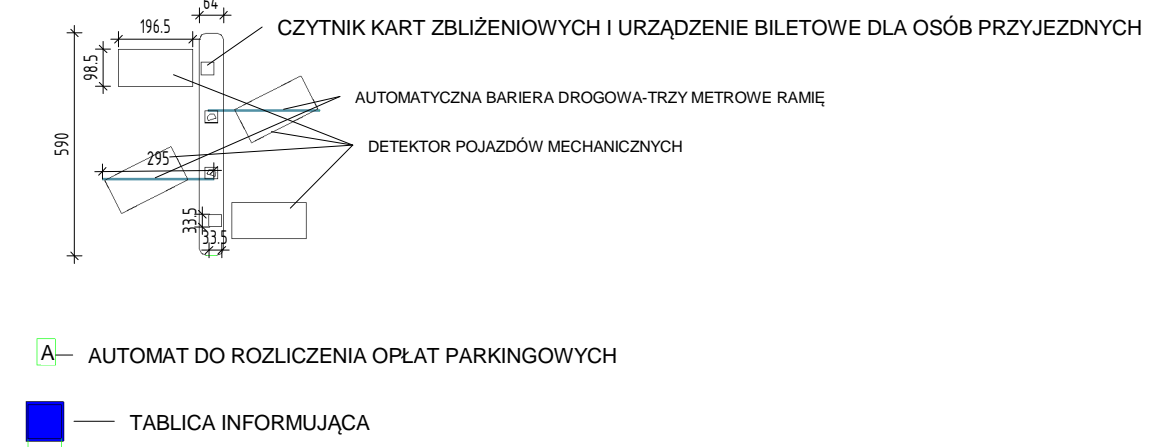 64
196.5
CZYTNIK KART ZBLIŻENIOWYCH I URZĄDZENIE BILETOWE DLA OSÓB PRZYJEZDNYCH
98.5
AUTOMATYCZNA BARIERA DROGOWA-TRZY METROWE RAMIĘ
590
DETEKTOR POJAZDÓW MECHANICZNYCH
295
33.5
33.5
A AUTOMAT DO ROZLICZENIA OPŁAT PARKINGOWYCH
TABLICA INFORMUJĄCA